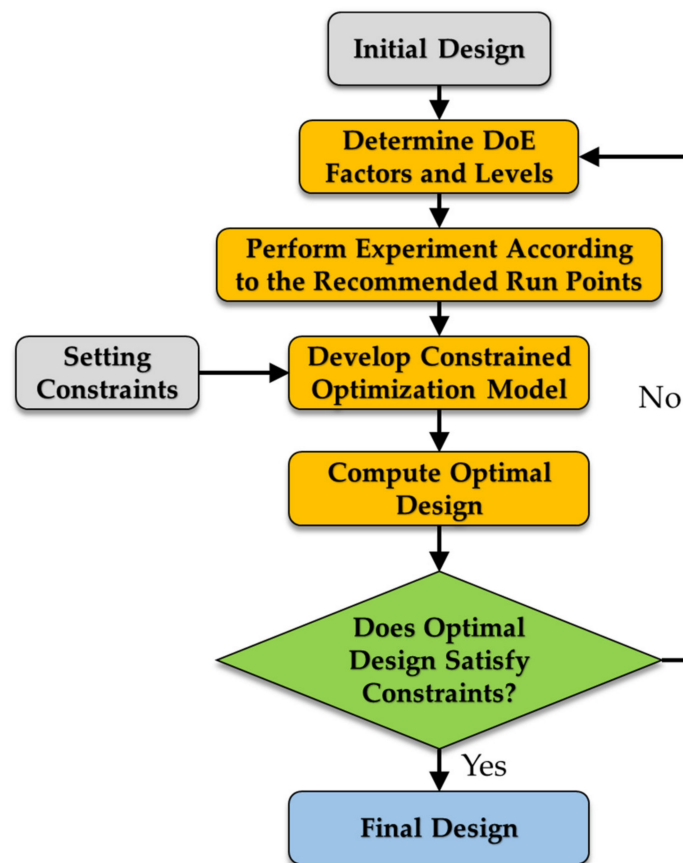 Initial Design
Determine DoE
Factors and Levels
Perform Experiment According
to the Recommended Run Points
Setting
Constraints
Develop Constrained
Optimization Model
No
Compute Optimal
Design
Does Optimal
Design Satisfy
Constraints?
Yes
Final Design